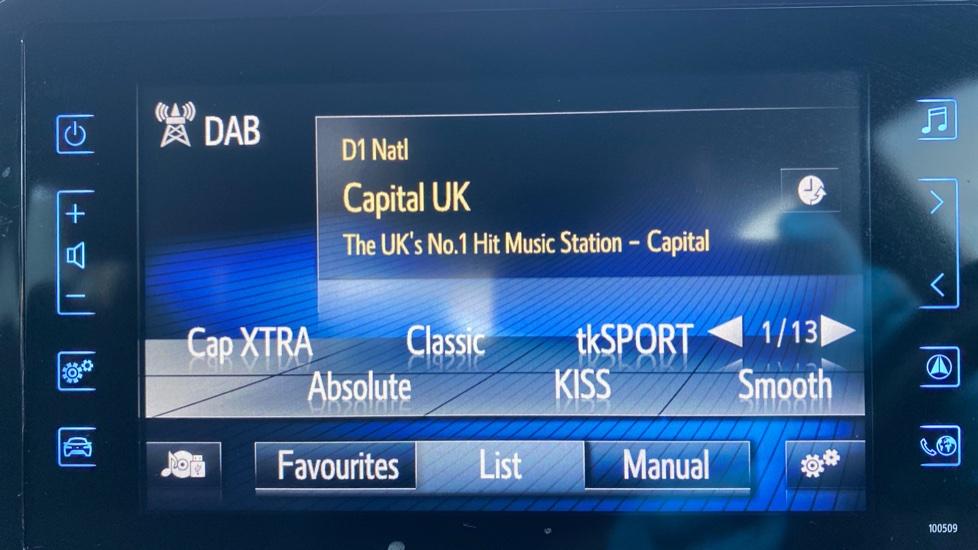 DAB
D1 Natl
Capital UK
The UK's No.1 Hit Music Station – Capital
Cap XTRA Classic tkSPORT 1/13
Absolute KISS Smooth
Favourites List Manual
100509